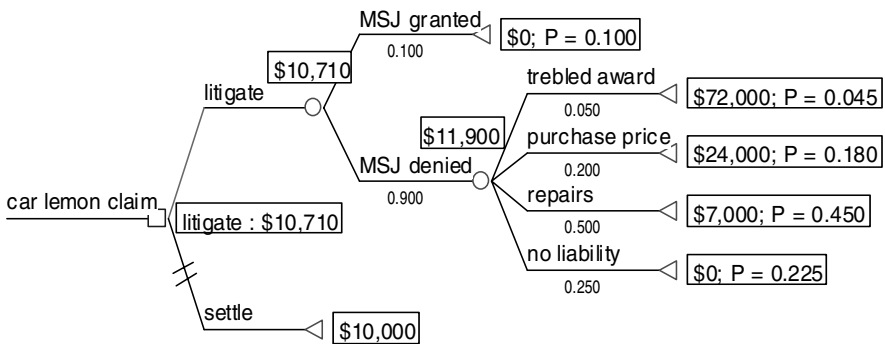 MSJ granted
0.100
$0; P = 0.100
$10,710
litigate
trebled award
0.050
$72,000; P = 0.045
$11,900
purchase price
0.200
$24,000; P = 0.180
MSJ denied
0.900
repairs
0.500
$7,000; P = 0.450
car lemon claim
litigate : $10,710
no liability
0.250
$0; P = 0.225
settle
$10,000